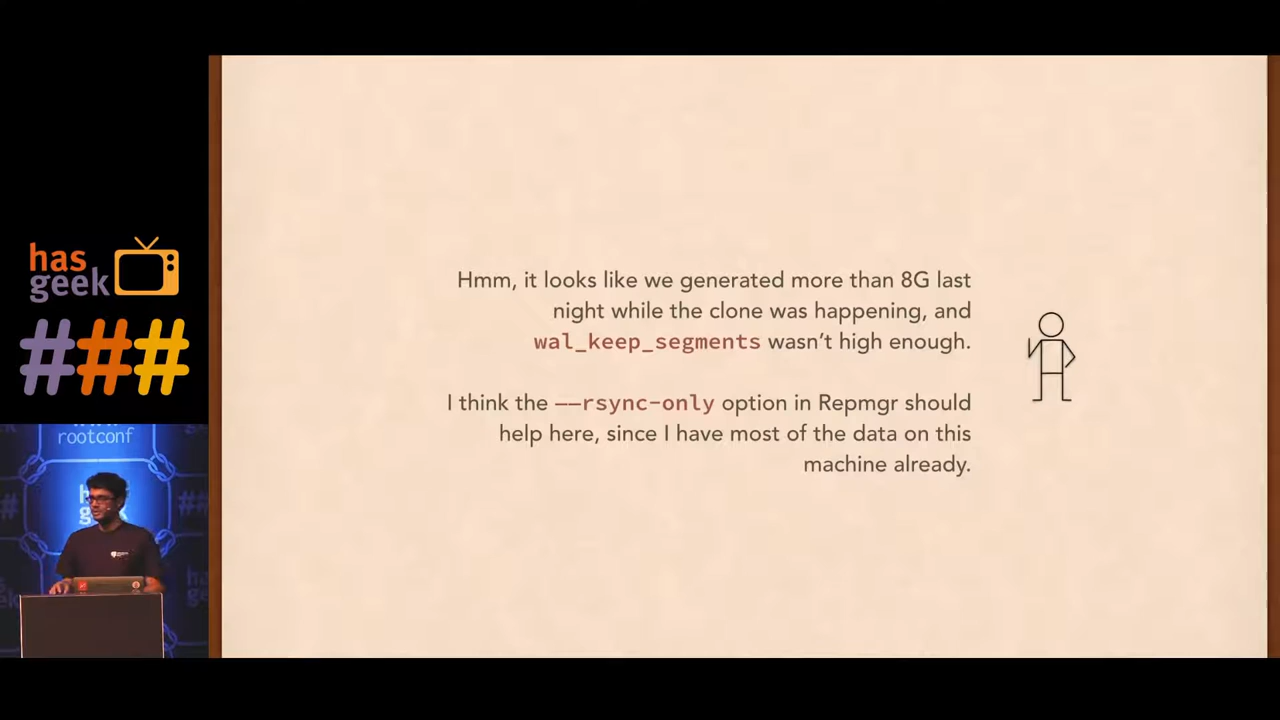 has
geek
###
Hmm, it looks like we generated more than 8G last
night while the clone was happening, and
wal_keep_segments wasn’t high enough.
I think the --rsync-only option in Repmgr should
help here, since I have most of the data on this
machine already.
rootconf
has
geek
##